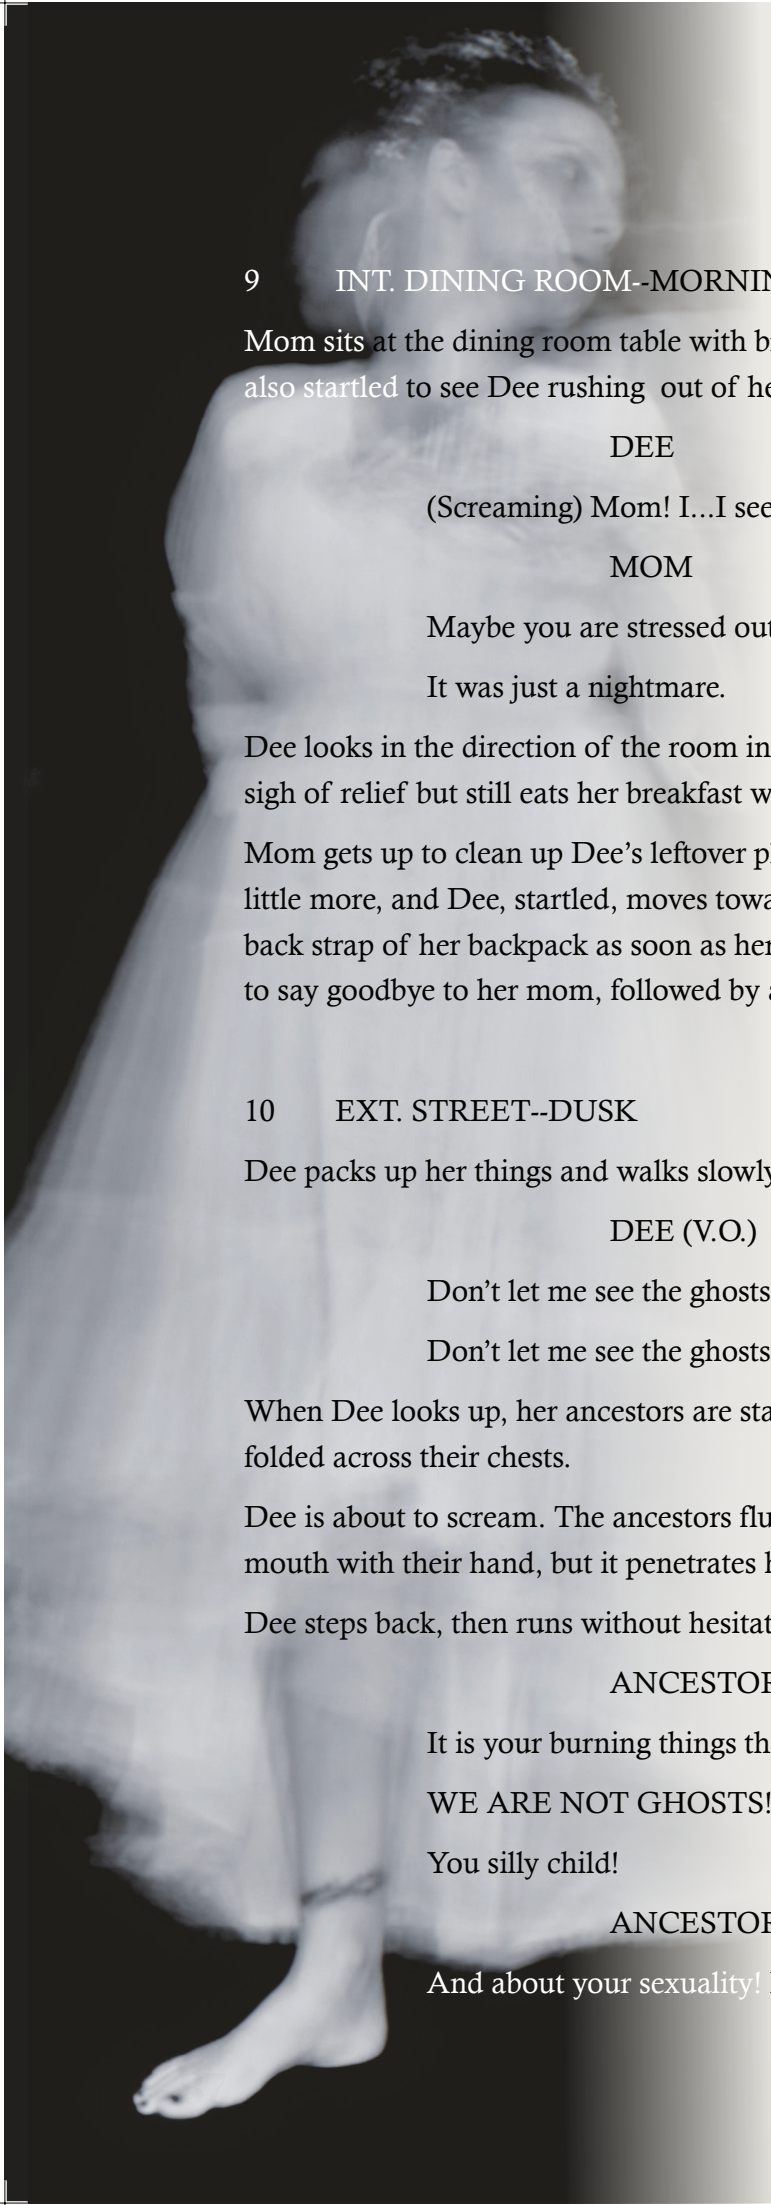 9 INT. DINING ROOM--MORNIN
Mom sits at the dining room table with b
also startled to see Dee rushing out of he
DEE
(Screaming) Mom! I…I see
MOM
Maybe you are stressed out
It was just a nightmare.
Dee looks in the direction of the room in
sigh of relief but still eats her breakfast w
Mom gets up to clean up Dee’s leftover p
little more, and Dee, startled, moves towa
back strap of her backpack as soon as her
to say goodbye to her mom, followed by a
10 EXT. STREET--DUSK
Dee packs up her things and walks slowly
DEE (V.O.)
Don’t let me see the ghosts
Don’t let me see the ghosts
When Dee looks up, her ancestors are sta
folded across their chests.
Dee is about to scream. The ancestors flu
mouth with their hand, but it penetrates h
Dee steps back, then runs without hesitat
ANCESTOR
It is your burning things th
WE ARE NOT GHOSTS!
You silly child!
ANCESTOR
And about your sexuality!